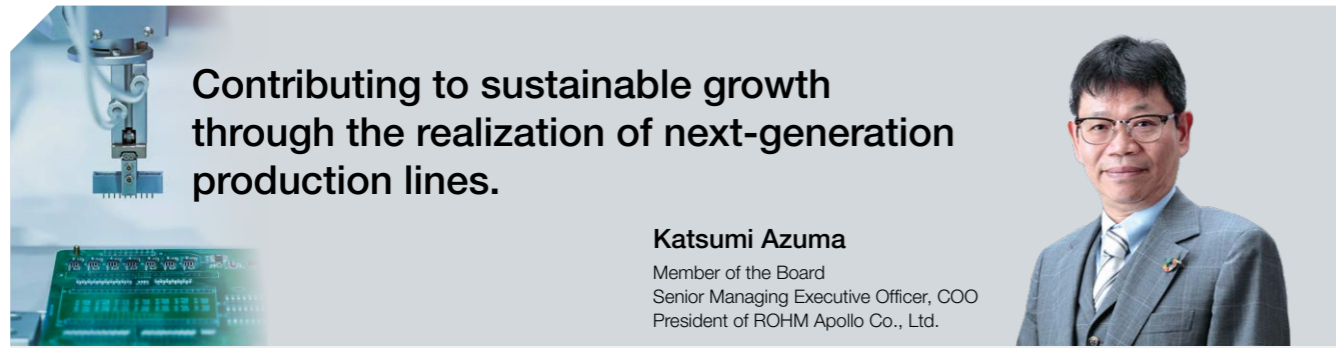 Contributing to sustainable growth
through the realization of next-generation
production lines.
Katsumi Azuma
Member of the Board
Senior Managing Executive Officer, COO
President of ROHM Apollo Co., Ltd.